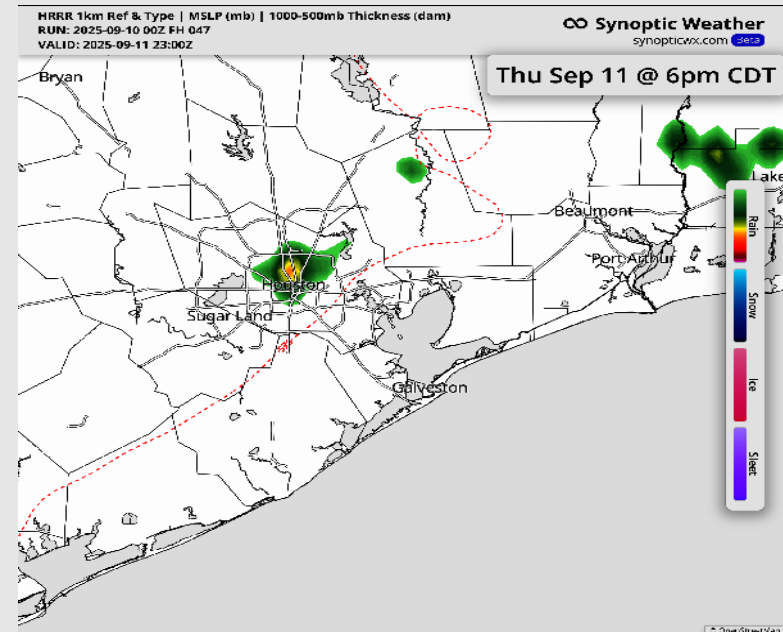 HRRR 1km Ref & Type | MSLP (mb) | 1000-500mb Thickness (dam)
RUN: 2025-09-10 00Z FH 047
VALID: 2025-09-11 23:00Z
Synoptic Weather
synopticwx.com Beta
Thu Sep 11 @ 6pm CDT
Bryan
Lake
Beaumont
Port Arthur
Houston
Sugar Land
Galveston
Rain
Snow
Ice
Sleet
© OpenStreetMap